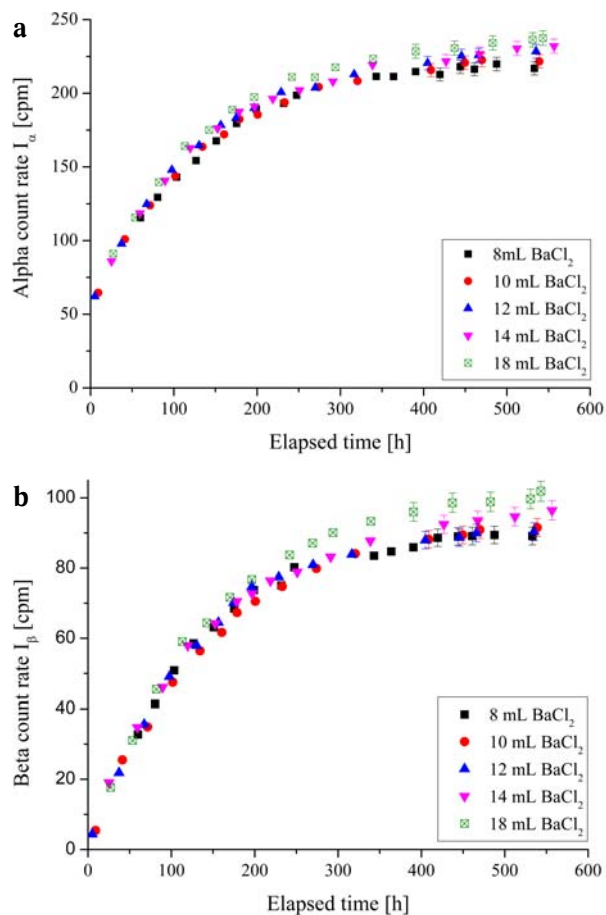 a
Alpha count rate I_α [cpm]
250
200
150
100
50
0
8mL BaCl₂
10 mL BaCl₂
12 mL BaCl₂
14 mL BaCl₂
18 mL BaCl₂
0 100 200 300 400 500 600
Elapsed time [h]
b
Beta count rate I_β [cpm]
100
80
60
40
20
0
8 mL BaCl₂
10 mL BaCl₂
12 mL BaCl₂
14 mL BaCl₂
18 mL BaCl₂
0 100 200 300 400 500 600
Elapsed time [h]